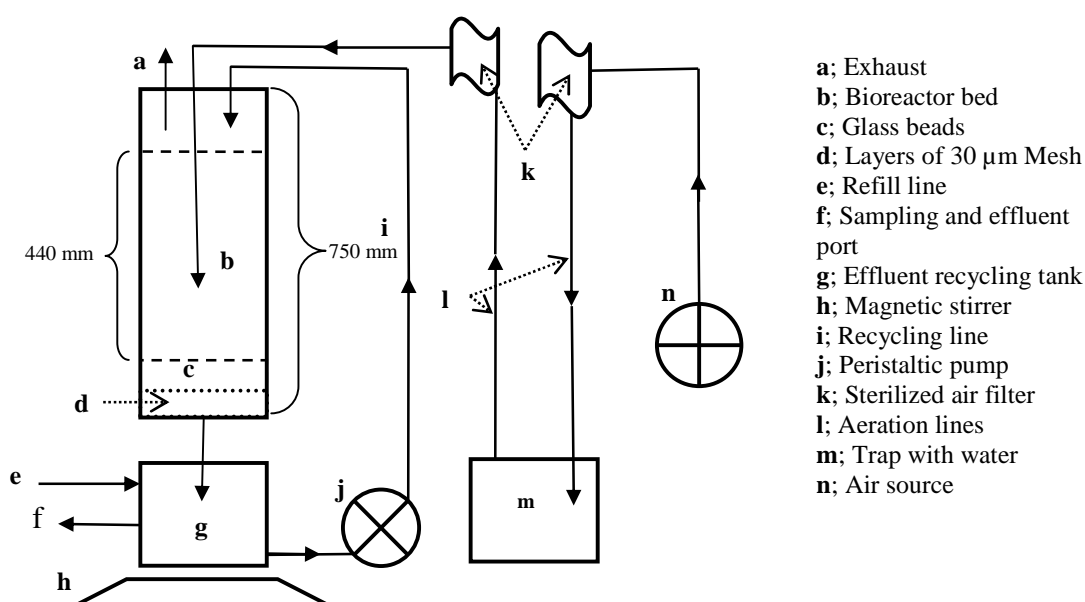 a
k
i
440 mm
b
750 mm
l
n
c
d
e
j
m
f
g
h
a; Exhaust
b; Bioreactor bed
c; Glass beads
d; Layers of 30 µm Mesh
e; Refill line
f; Sampling and effluent
port
g; Effluent recycling tank
h; Magnetic stirrer
i; Recycling line
j; Peristaltic pump
k; Sterilized air filter
l; Aeration lines
m; Trap with water
n; Air source